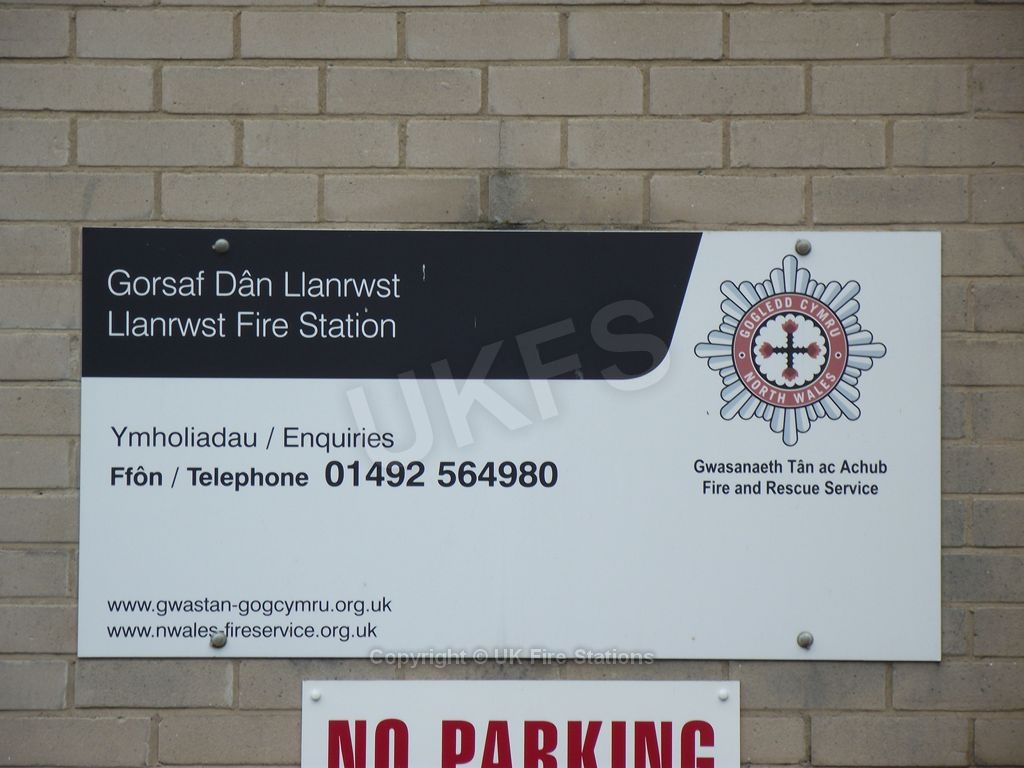 Gorsaf Dân Llanrwst
Llanrwst Fire Station
GOGLEDD CYMRU
NORTH WALES
UKFS
Ymholiadau / Enquiries
Ffôn / Telephone 01492 564980
Gwasanaeth Tân ac Achub
Fire and Rescue Service
www.gwastan-gogcymru.org.uk
www.nwales-fireservice.org.uk
Copyright © UK Fire Stations
NO PARKING